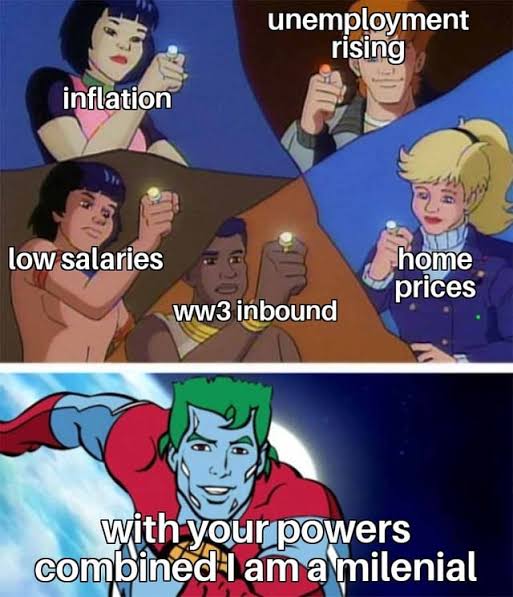 unemployment
rising
inflation
low salaries
home
prices
ww3 inbound
with your powers
combined I am a milenial